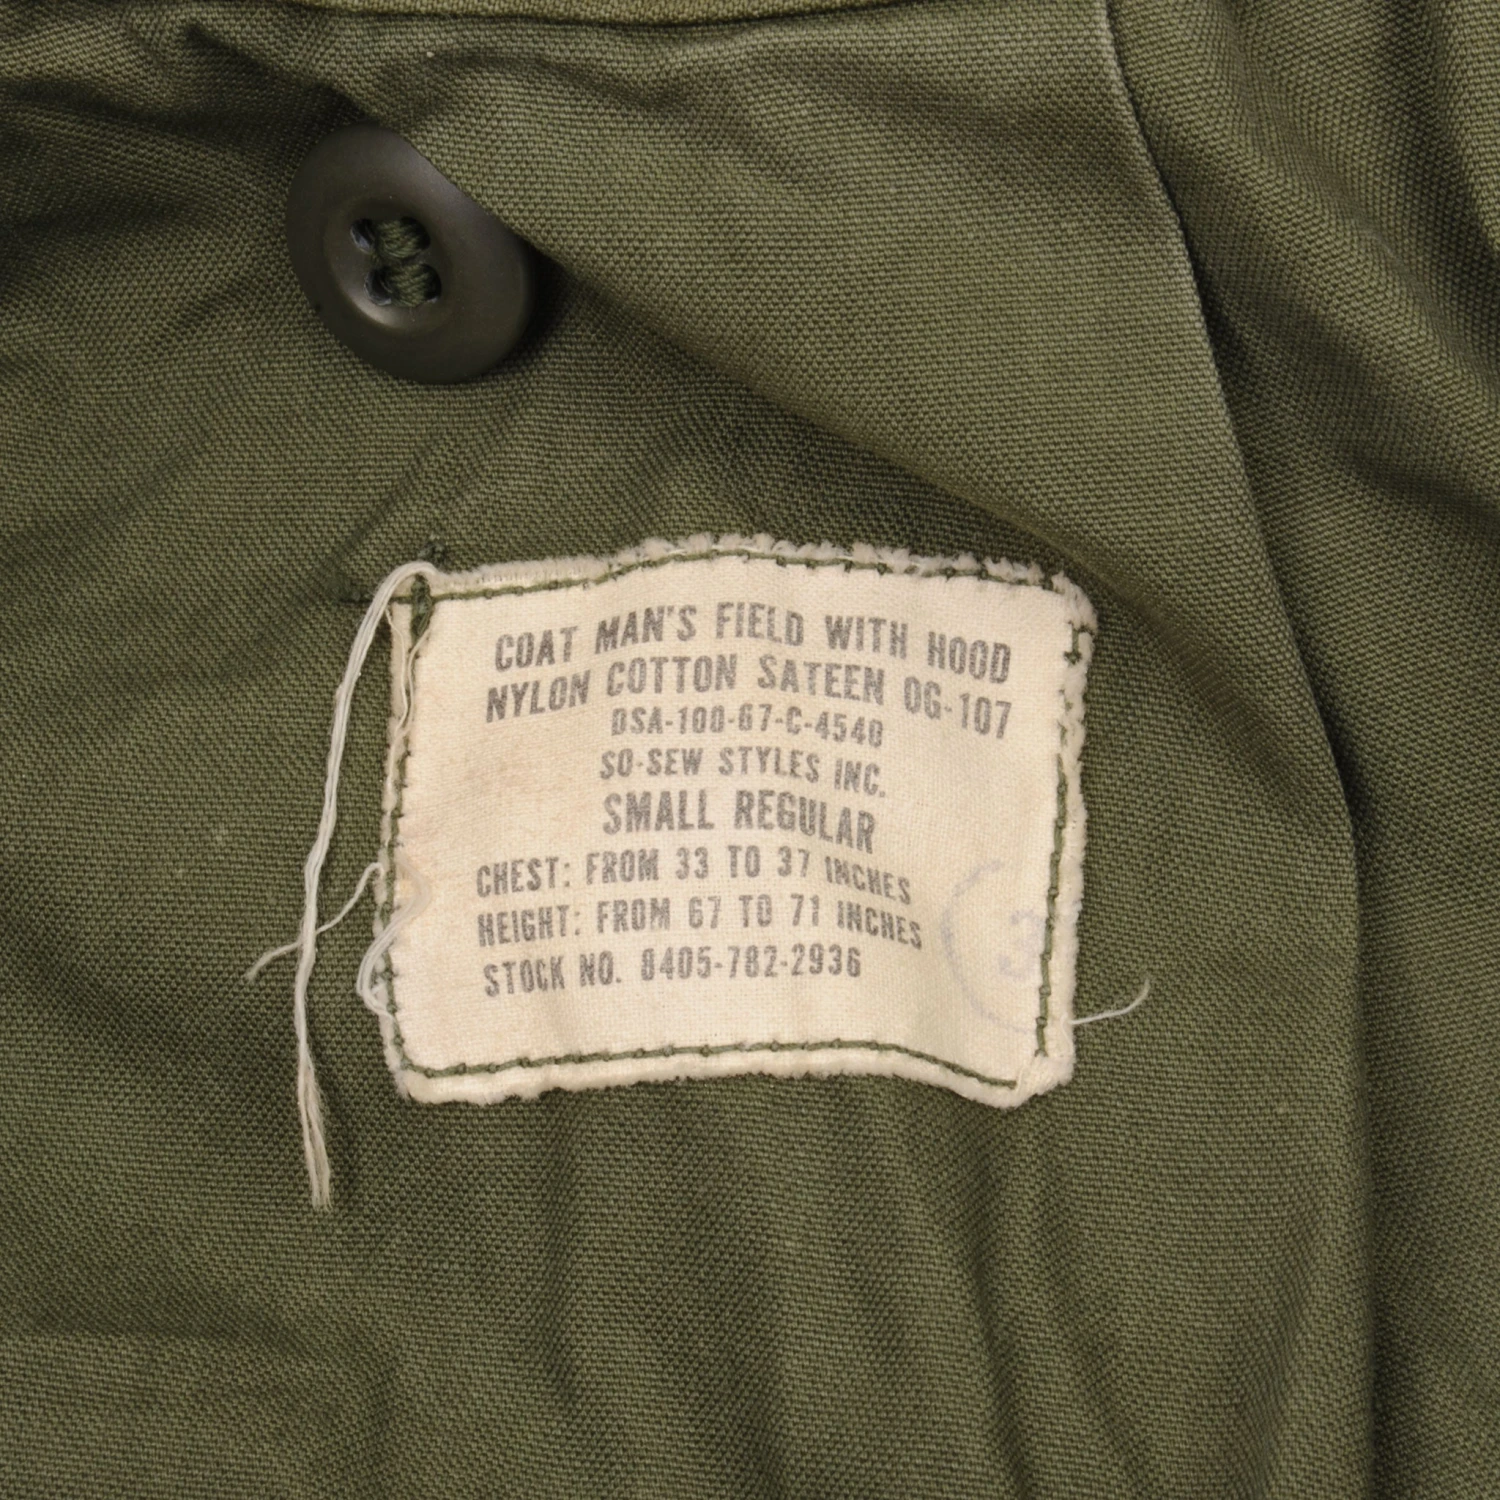 COAT MAN'S FIELD WITH HOOD
NYLON COTTON SATEEN OG-107
DSA-100-67-C-4540
SO-SEW STYLES INC.
SMALL REGULAR
CHEST: FROM 33 TO 37 INCHES
HEIGHT: FROM 67 TO 71 INCHES
STOCK NO. 8405-782-2936